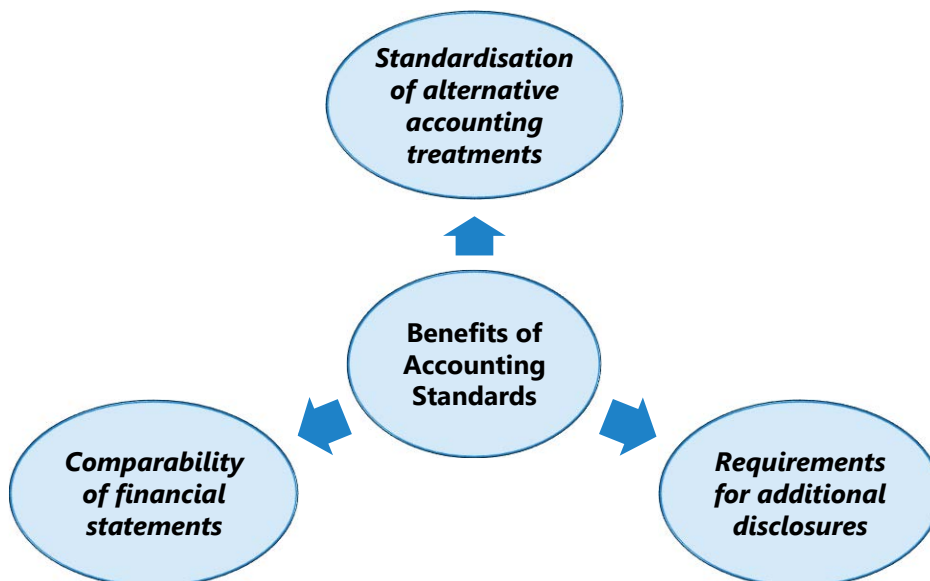 Standardisation
of alternative
accounting
treatments
Benefits of
Accounting
Standards
Comparability
of financial
statements
Requirements
for additional
disclosures